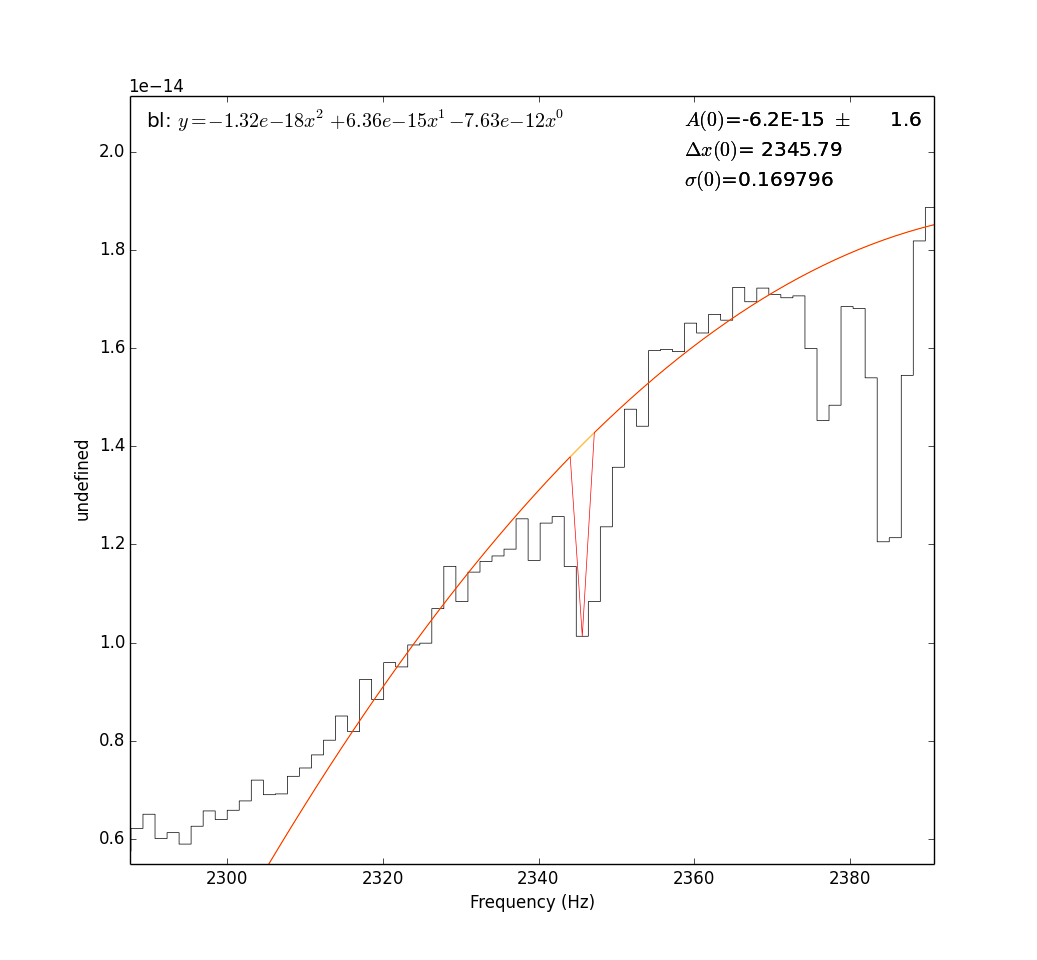 1e−14
bl: y=−1.32e−18x² +6.36e−15x¹ −7.63e−12x⁰
A(0)=-6.2E-15 ± 1.6
Δx(0)= 2345.79
σ(0)=0.169796
2.0
1.8
1.6
1.4
1.2
1.0
0.8
0.6
undefined
2300 2320 2340 2360 2380
Frequency (Hz)